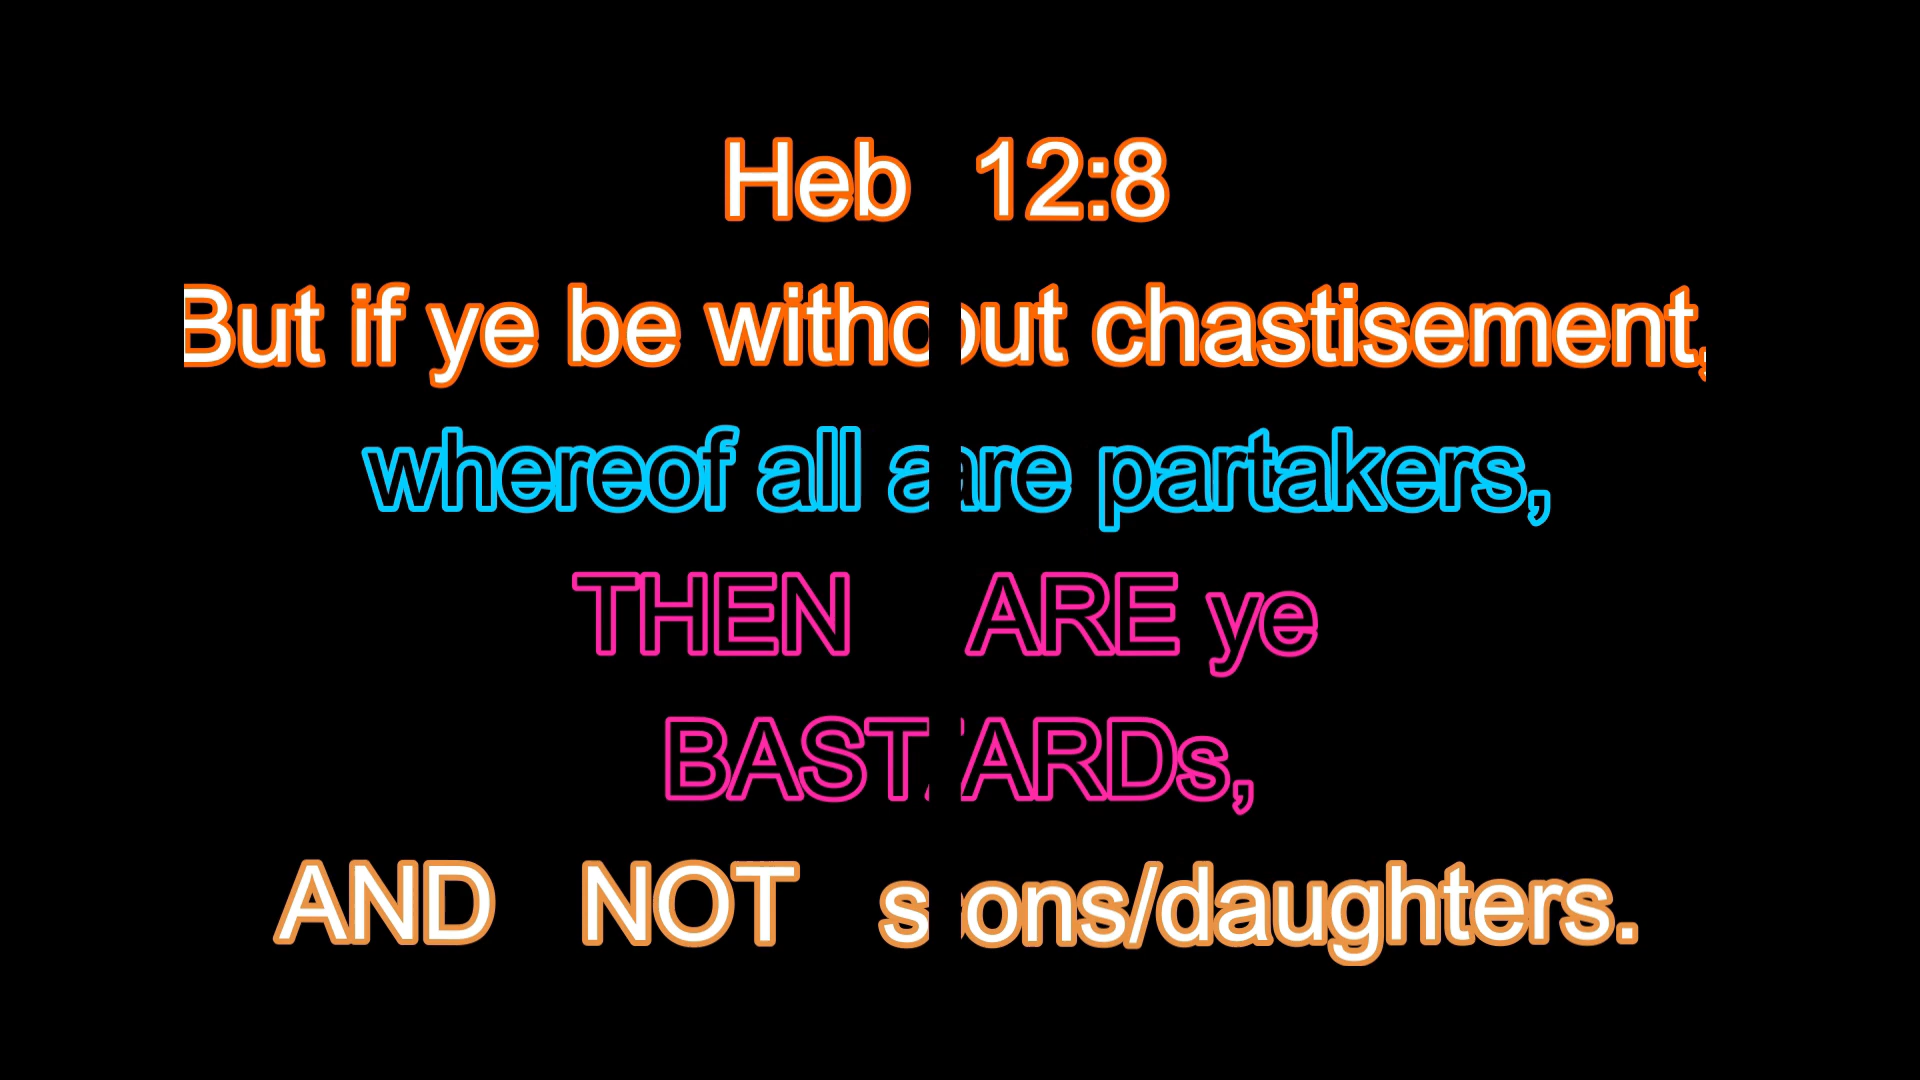 Heb 12:8
But if ye be without chastisement,
whereof all are partakers,
THEN ARE ye
BASTARDs,
AND NOT sons/daughters.